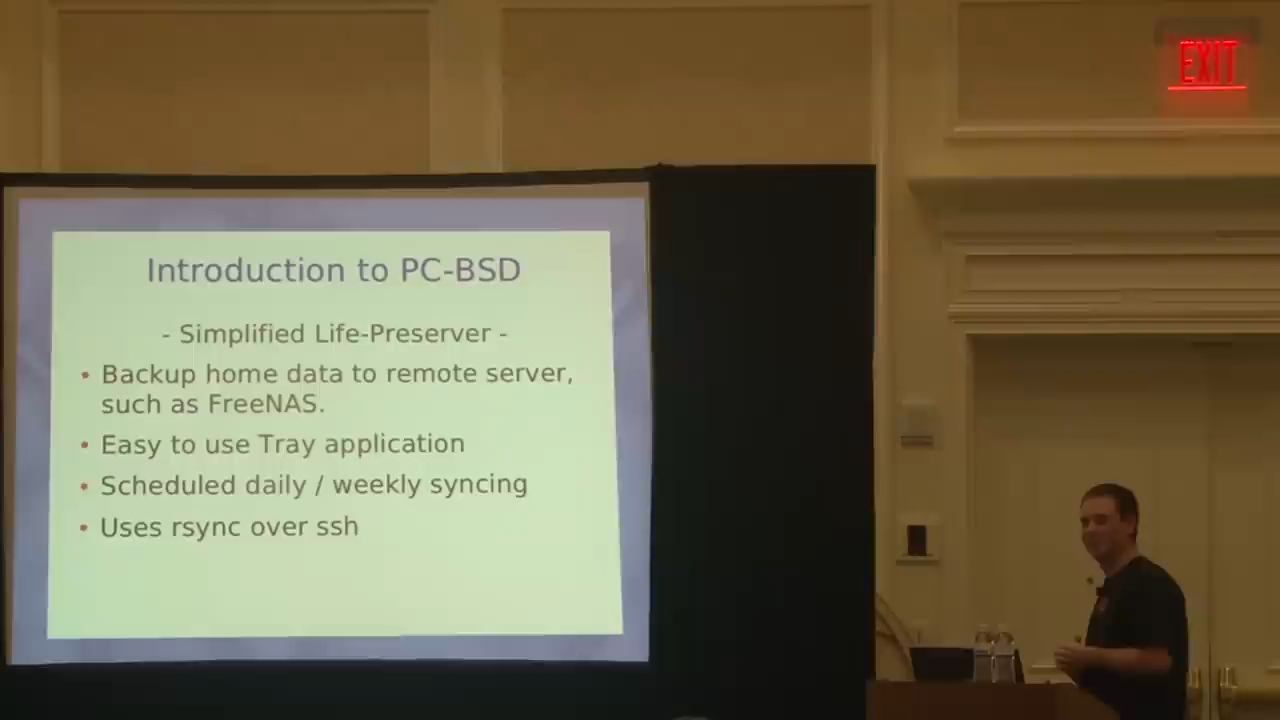 EXIT
Introduction to PC-BSD
- Simplified Life-Preserver -
• Backup home data to remote server,
such as FreeNAS.
• Easy to use Tray application
• Scheduled daily / weekly syncing
• Uses rsync over ssh